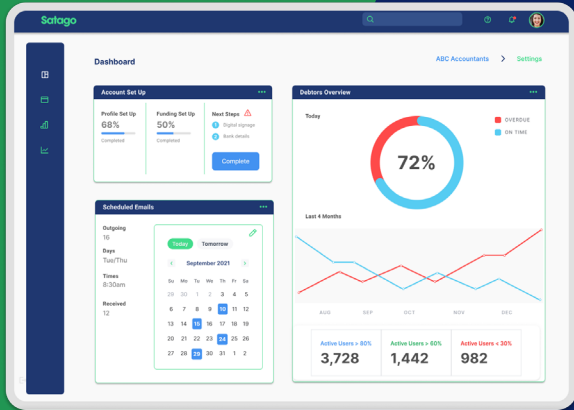 Satago
Dashboard
ABC Accountants > Settings
Account Set Up
Profile Set Up
68%
Completed
Funding Set Up
50%
Completed
Next Steps
1 Digital signage
2 Bank details
Complete
Debtors Overview
Today
OVERDUE
ON TIME
72%
Last 4 Months
AUG SEP OCT NOV DEC
Active Users > 80%
3,728
Active Users > 60%
1,442
Active Users < 30%
982
Scheduled Emails
Outgoing
16
Days
Tue/Thu
Times
8:30am
Received
12
Today Tomorrow
< September 2021 >
Su Mo Tu We Th Fr Sa
29 30 1 2 3 4 5
6 7 8 9 10 11 12
13 14 15 16 17 18 19
20 21 22 23 24 25 26
27 28 29 30 31 1 2